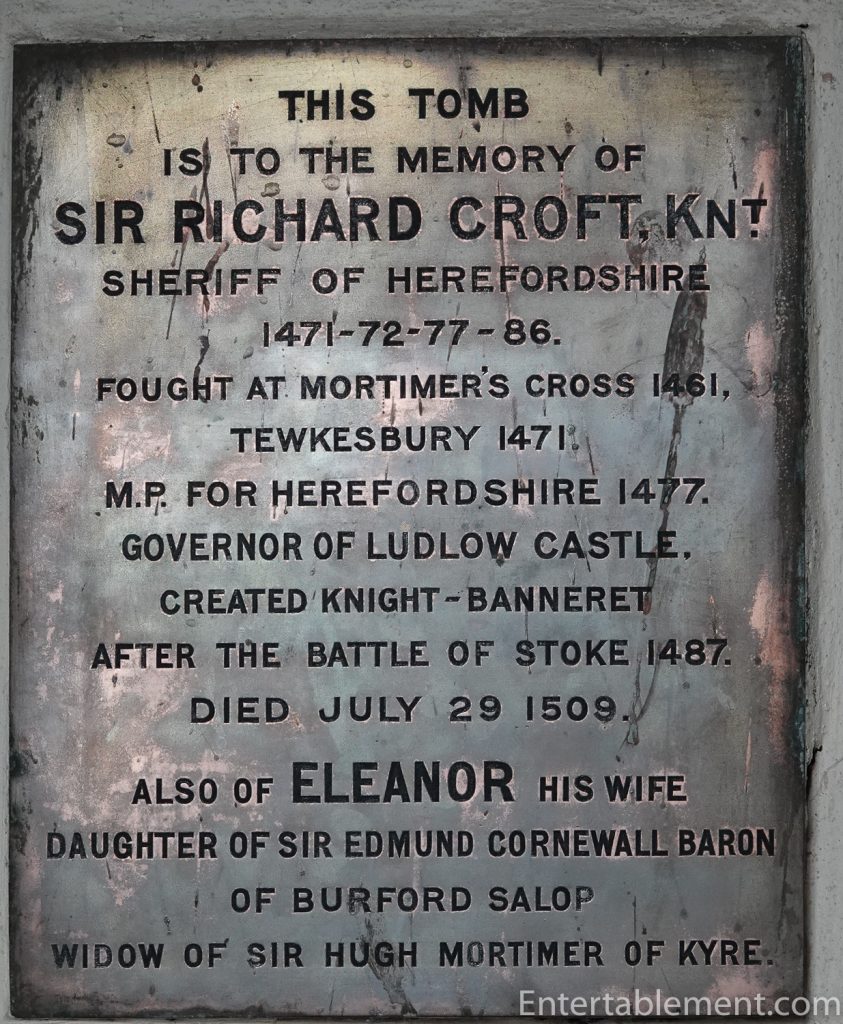 THIS TOMB
IS TO THE MEMORY OF
SIR RICHARD CROFT, KNT
SHERIFF OF HEREFORDSHIRE
1471-72-77-86.
FOUGHT AT MORTIMER'S CROSS 1461,
TEWKESBURY 1471.
M.P. FOR HEREFORDSHIRE 1477.
GOVERNOR OF LUDLOW CASTLE,
CREATED KNIGHT-BANNERET
AFTER THE BATTLE OF STOKE 1487.
DIED JULY 29 1509.
ALSO OF ELEANOR HIS WIFE
DAUGHTER OF SIR EDMUND CORNEWALL BARON
OF BURFORD SALOP
WIDOW OF SIR HUGH MORTIMER OF KYRE.
Entertablement.com